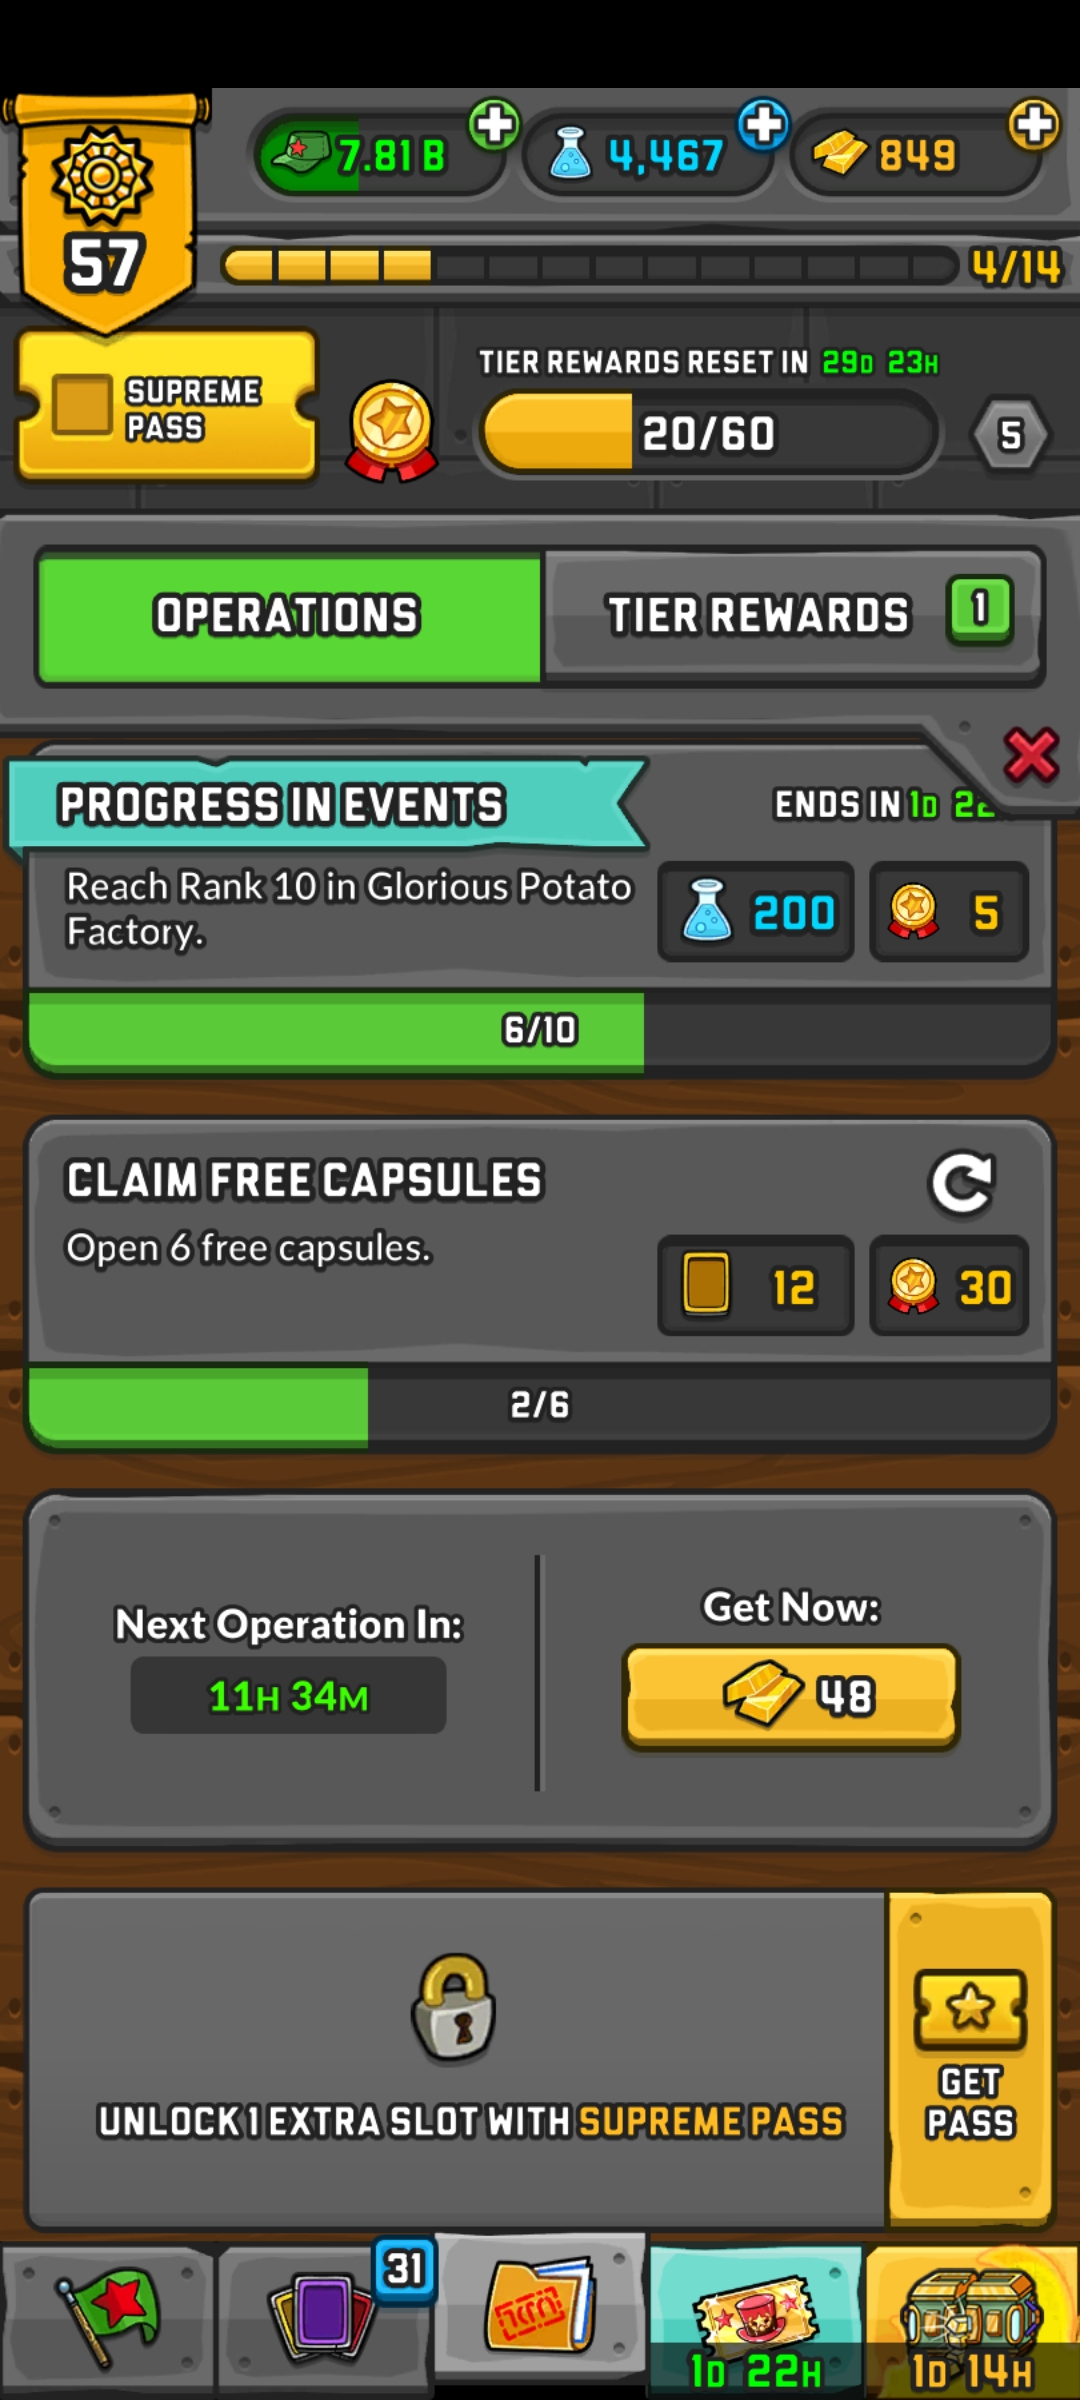 7.81 B
4,467
849
57
4/14
SUPREME
PASS
TIER REWARDS RESET IN 29D 23H
20/60
5
OPERATIONS
TIER REWARDS
1
PROGRESS IN EVENTS
ENDS IN 1D
Reach Rank 10 in Glorious Potato
Factory.
200
5
6/10
CLAIM FREE CAPSULES
Open 6 free capsules.
12
30
2/6
Next Operation In:
11H 34M
Get Now:
48
UNLOCK 1 EXTRA SLOT WITH SUPREME PASS
GET
PASS
31
1D 22H
1D 14H